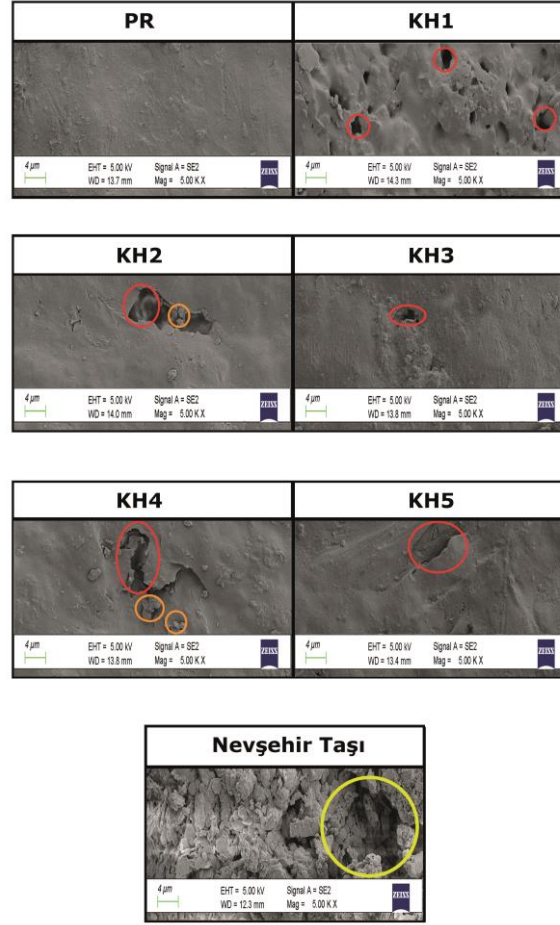 PR
KH1
4 µm
EHT = 5.00 kV
Signal A = SE2
WD = 13.7 mm
Mag = 5.00 K X
ZEISS
4 µm
EHT = 5.00 kV
Signal A = SE2
WD = 14.3 mm
Mag = 5.00 K X
ZEISS
KH2
KH3
4 µm
EHT = 5.00 kV
Signal A = SE2
WD = 14.0 mm
Mag = 5.00 K X
ZEISS
4 µm
EHT = 5.00 kV
Signal A = SE2
WD = 13.8 mm
Mag = 5.00 K X
ZEISS
KH4
KH5
4 µm
EHT = 5.00 kV
Signal A = SE2
WD = 13.8 mm
Mag = 5.00 K X
ZEISS
4 µm
EHT = 5.00 kV
Signal A = SE2
WD = 13.4 mm
Mag = 5.00 K X
ZEISS
Nevşehir Taşı
4 µm
EHT = 5.00 kV
Signal A = SE2
WD = 12.3 mm
Mag = 5.00 K X
ZEISS